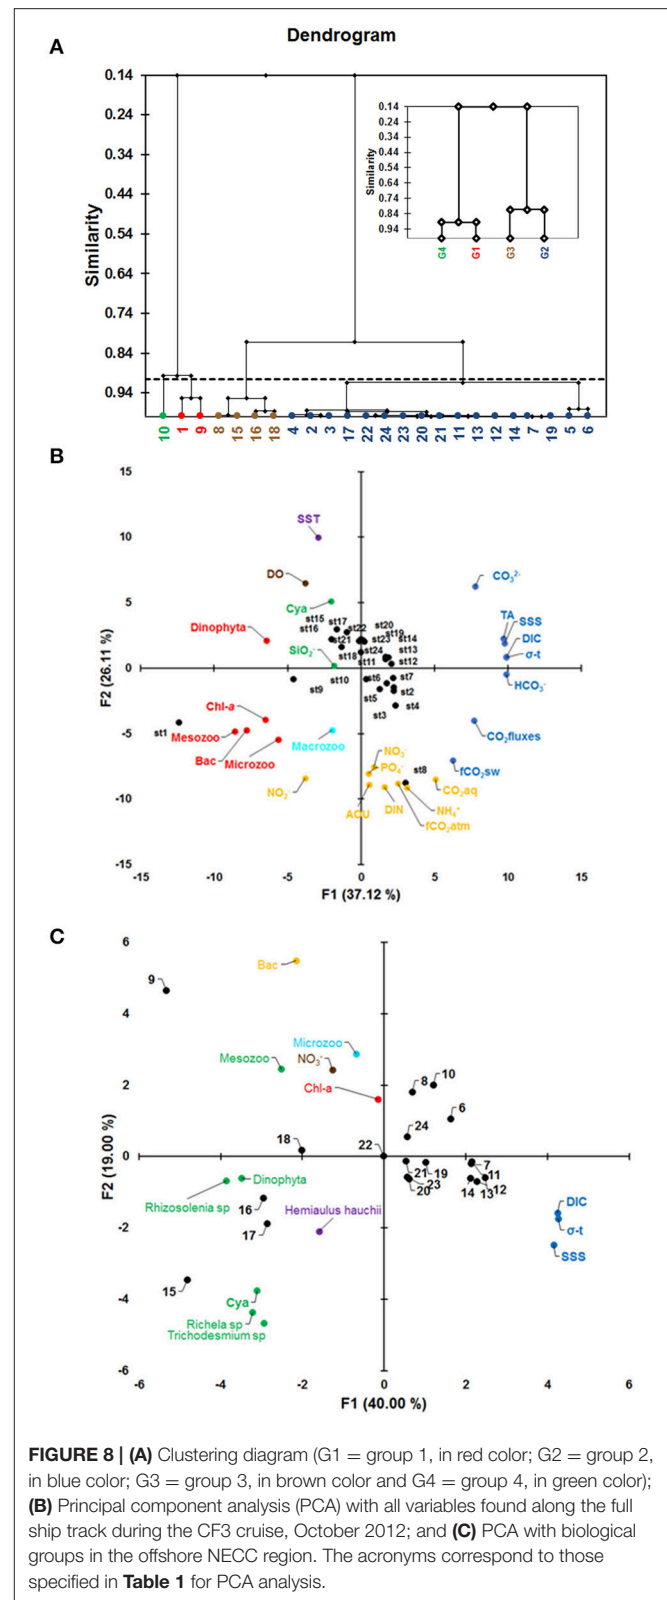 Dendrogram
A
0.14
0.24
0.34
0.44
0.54
0.64
0.74
0.84
0.94
Similarity
0.14
0.24
0.34
0.44
0.54
0.64
0.74
0.84
0.94
Similarity
G4 G1 G3 G2
10 1 9 8 15 16 18 4 2 3 17 22 24 23 20 21 11 13 12 14 7 19 5 6
B
15
10
5
0
-5
-10
-15
F2 (26.11 %)
SST
DO
CO₃²⁻
Cya
TA
SSS
DIC
σ-t
HCO₃⁻
Dinophyta
st15 st17 st22 st20
st16 st21 st23 st19 st14
SiO₂⁻ st18 st24 st13
st11 st12
st9 st10 st6 st7
st5 st2
st3 st4
Chl-a
st1
Mesozoo
Bac Microzoo
Macrozoo
CO₂fluxes
NO₃⁻
PO₄⁻
st8
fCO₂sw
NO₂⁻
CO₂aq
AOU DIN NH₄⁺
fCO₂atm
-15 -10 -5 0 5 10 15
F1 (37.12 %)
C
6
4
2
0
-2
-4
-6
F2 (19.00 %)
Bac
9
Microzoo
Mesozoo NO₃⁻
Chl-a
8 10
6
24
18 22
7
21 19 11
20 23 14 13 12
Dinophyta
Rhizosolenia sp
16
17
Hemiaulus hauchii
DIC
σ-t
SSS
15
Cya
Richela sp
Trichodesmium sp
-6 -4 -2 0 2 4 6
F1 (40.00 %)
FIGURE 8 | (A) Clustering diagram (G1 = group 1, in red color; G2 = group 2,
in blue color; G3 = group 3, in brown color and G4 = group 4, in green color);
(B) Principal component analysis (PCA) with all variables found along the full
ship track during the CF3 cruise, October 2012; and (C) PCA with biological
groups in the offshore NECC region. The acronyms correspond to those
specified in Table 1 for PCA analysis.